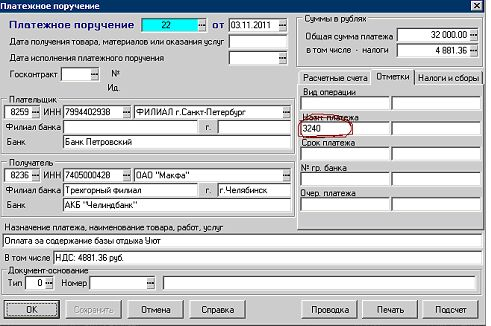 Платежное поручение
Платежное поручение 22 от 03.11.2011
Дата получения товара, материалов или оказания услуг
Дата исполнения платежного поручения
Госконтракт №
Ид.
Суммы в рублях
Общая сумма платежа 32 000.00
в том числе - налоги 4 881.36
Расчетные счета Отметки Налоги и сборы
Вид операции
Назн. платежа
3240
Срок платежа
№ гр. банка
Очер. платежа
Плательщик
8259 ИНН 7994402938 ФИЛИАЛ г.Санкт-Петербург
Филиал банка г.
Банк Банк Петровский
Получатель
8236 ИНН 7405000428 ОАО "Макфа"
Филиал банка Трехгорный Филиал г. г.Челябинск
Банк АКБ "Челиндбанк"
Назначение платежа, наименование товара, работ, услуг
Оплата за содержание базы отдыха Уют
В том числе НДС: 4881.36 руб.
Документ-основание
Тип 0 Номер
OK Сохранить Отмена Справка Проводка Печать Подсчет